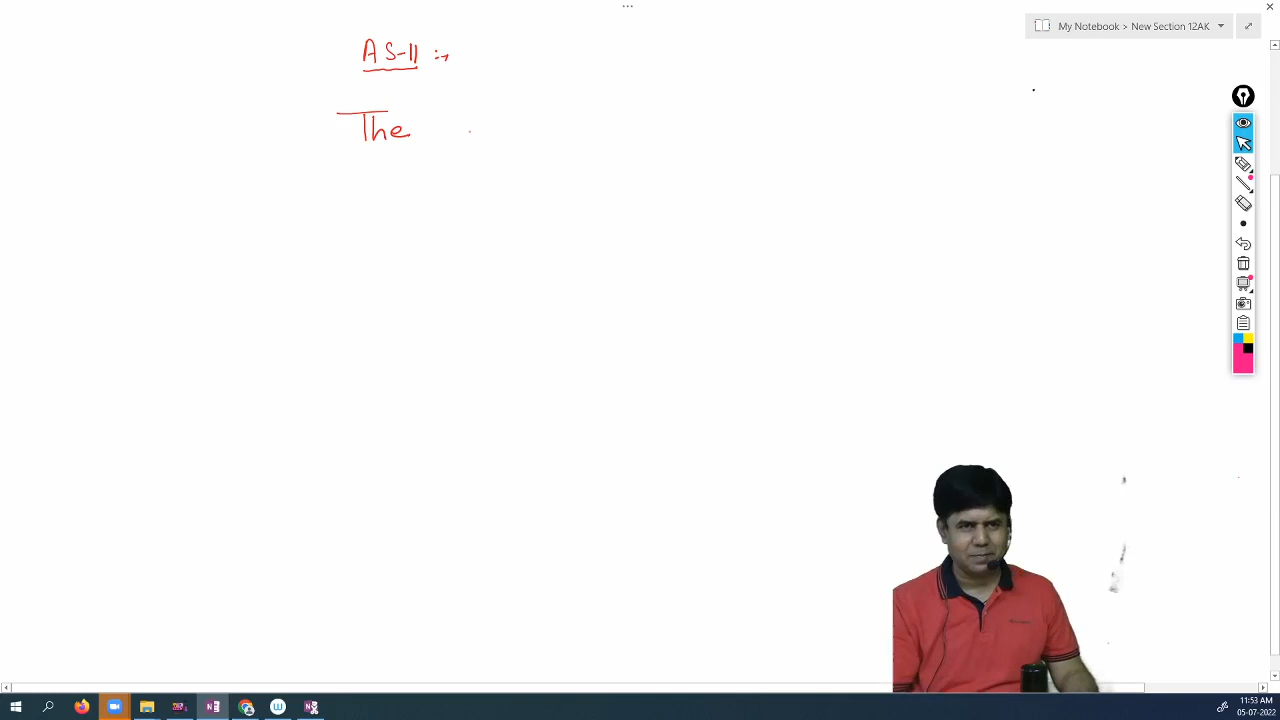 My Notebook > New Section 12AK
AS-11 :→
The
11:53 AM
05-07-2022